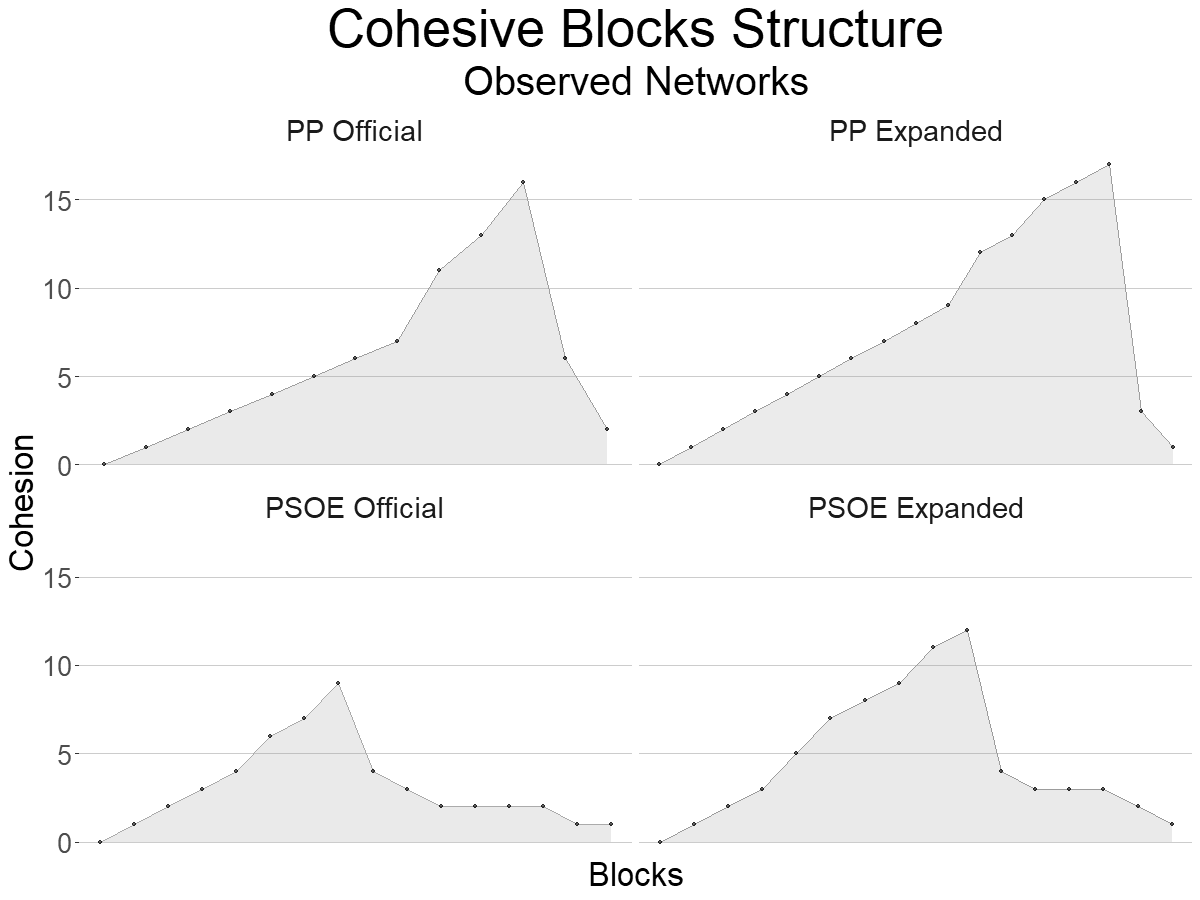 Cohesive Blocks Structure
Observed Networks
PP Official
PP Expanded
15
10
5
0
Cohesion
PSOE Official
PSOE Expanded
15
10
5
0
Blocks